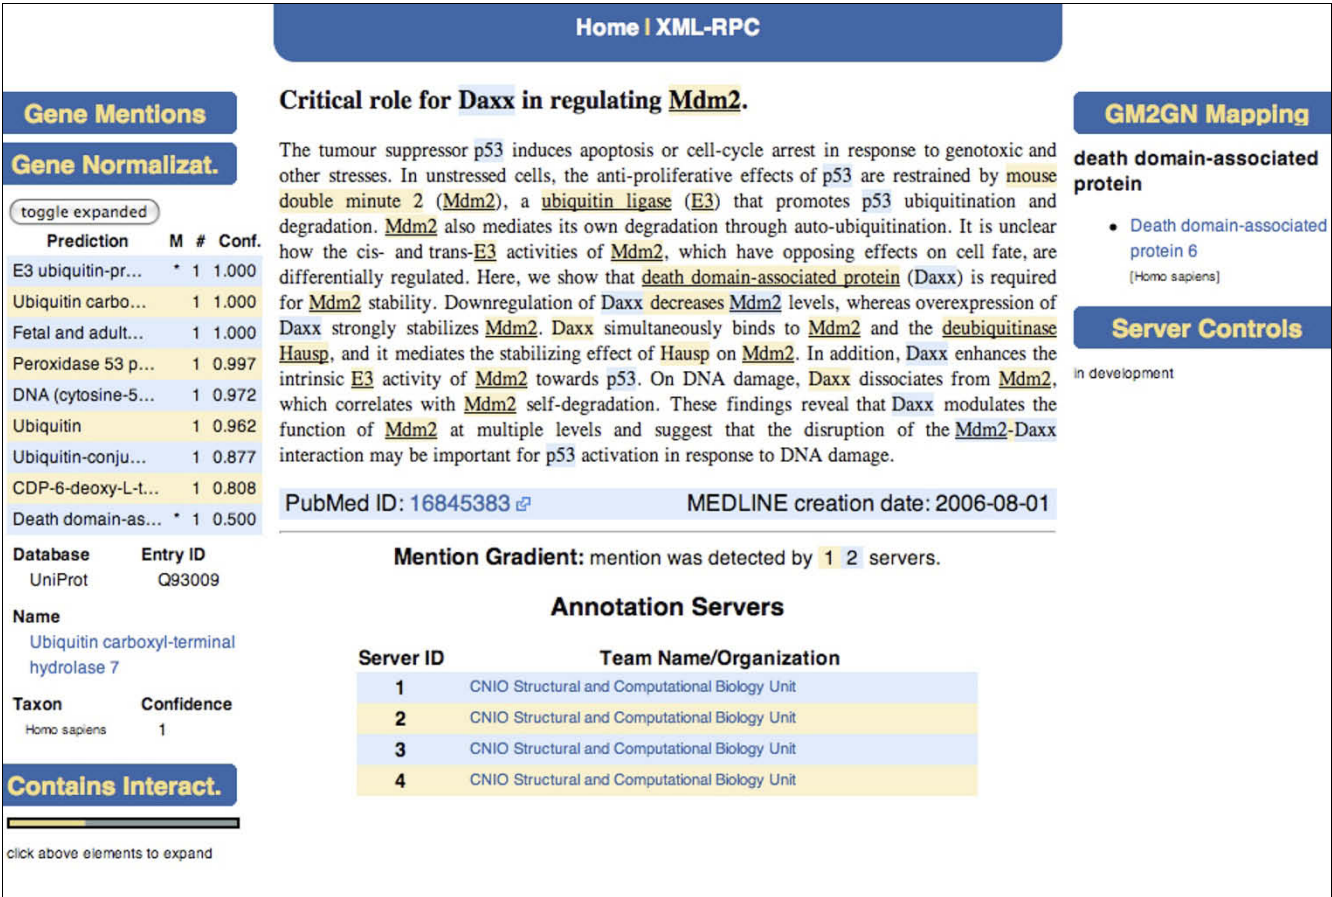 Home | XML-RPC
Gene Mentions
Gene Normalizat.
toggle expanded
Prediction M # Conf.
E3 ubiquitin-pr... * 1 1.000
Ubiquitin carbo... 1 1.000
Fetal and adult... 1 1.000
Peroxidase 53 p... 1 0.997
DNA (cytosine-5... 1 0.972
Ubiquitin 1 0.962
Ubiquitin-conju... 1 0.877
CDP-6-deoxy-L-t... 1 0.808
Death domain-as... * 1 0.500
Database Entry ID
UniProt Q93009
Name
Ubiquitin carboxyl-terminal
hydrolase 7
Taxon Confidence
Homo sapiens 1
Contains Interact.
click above elements to expand
Critical role for Daxx in regulating Mdm2.
The tumour suppressor p53 induces apoptosis or cell-cycle arrest in response to genotoxic and
other stresses. In unstressed cells, the anti-proliferative effects of p53 are restrained by mouse
double minute 2 (Mdm2), a ubiquitin ligase (E3) that promotes p53 ubiquitination and
degradation. Mdm2 also mediates its own degradation through auto-ubiquitination. It is unclear
how the cis- and trans-E3 activities of Mdm2, which have opposing effects on cell fate, are
differentially regulated. Here, we show that death domain-associated protein (Daxx) is required
for Mdm2 stability. Downregulation of Daxx decreases Mdm2 levels, whereas overexpression of
Daxx strongly stabilizes Mdm2. Daxx simultaneously binds to Mdm2 and the deubiquitinase
Hausp, and it mediates the stabilizing effect of Hausp on Mdm2. In addition, Daxx enhances the
intrinsic E3 activity of Mdm2 towards p53. On DNA damage, Daxx dissociates from Mdm2,
which correlates with Mdm2 self-degradation. These findings reveal that Daxx modulates the
function of Mdm2 at multiple levels and suggest that the disruption of the Mdm2-Daxx
interaction may be important for p53 activation in response to DNA damage.
PubMed ID: 16845383 MEDLINE creation date: 2006-08-01
Mention Gradient: mention was detected by 1 2 servers.
Annotation Servers
Server ID Team Name/Organization
1 CNIO Structural and Computational Biology Unit
2 CNIO Structural and Computational Biology Unit
3 CNIO Structural and Computational Biology Unit
4 CNIO Structural and Computational Biology Unit
GM2GN Mapping
death domain-associated
protein
• Death domain-associated
protein 6
[Homo sapiens]
Server Controls
in development